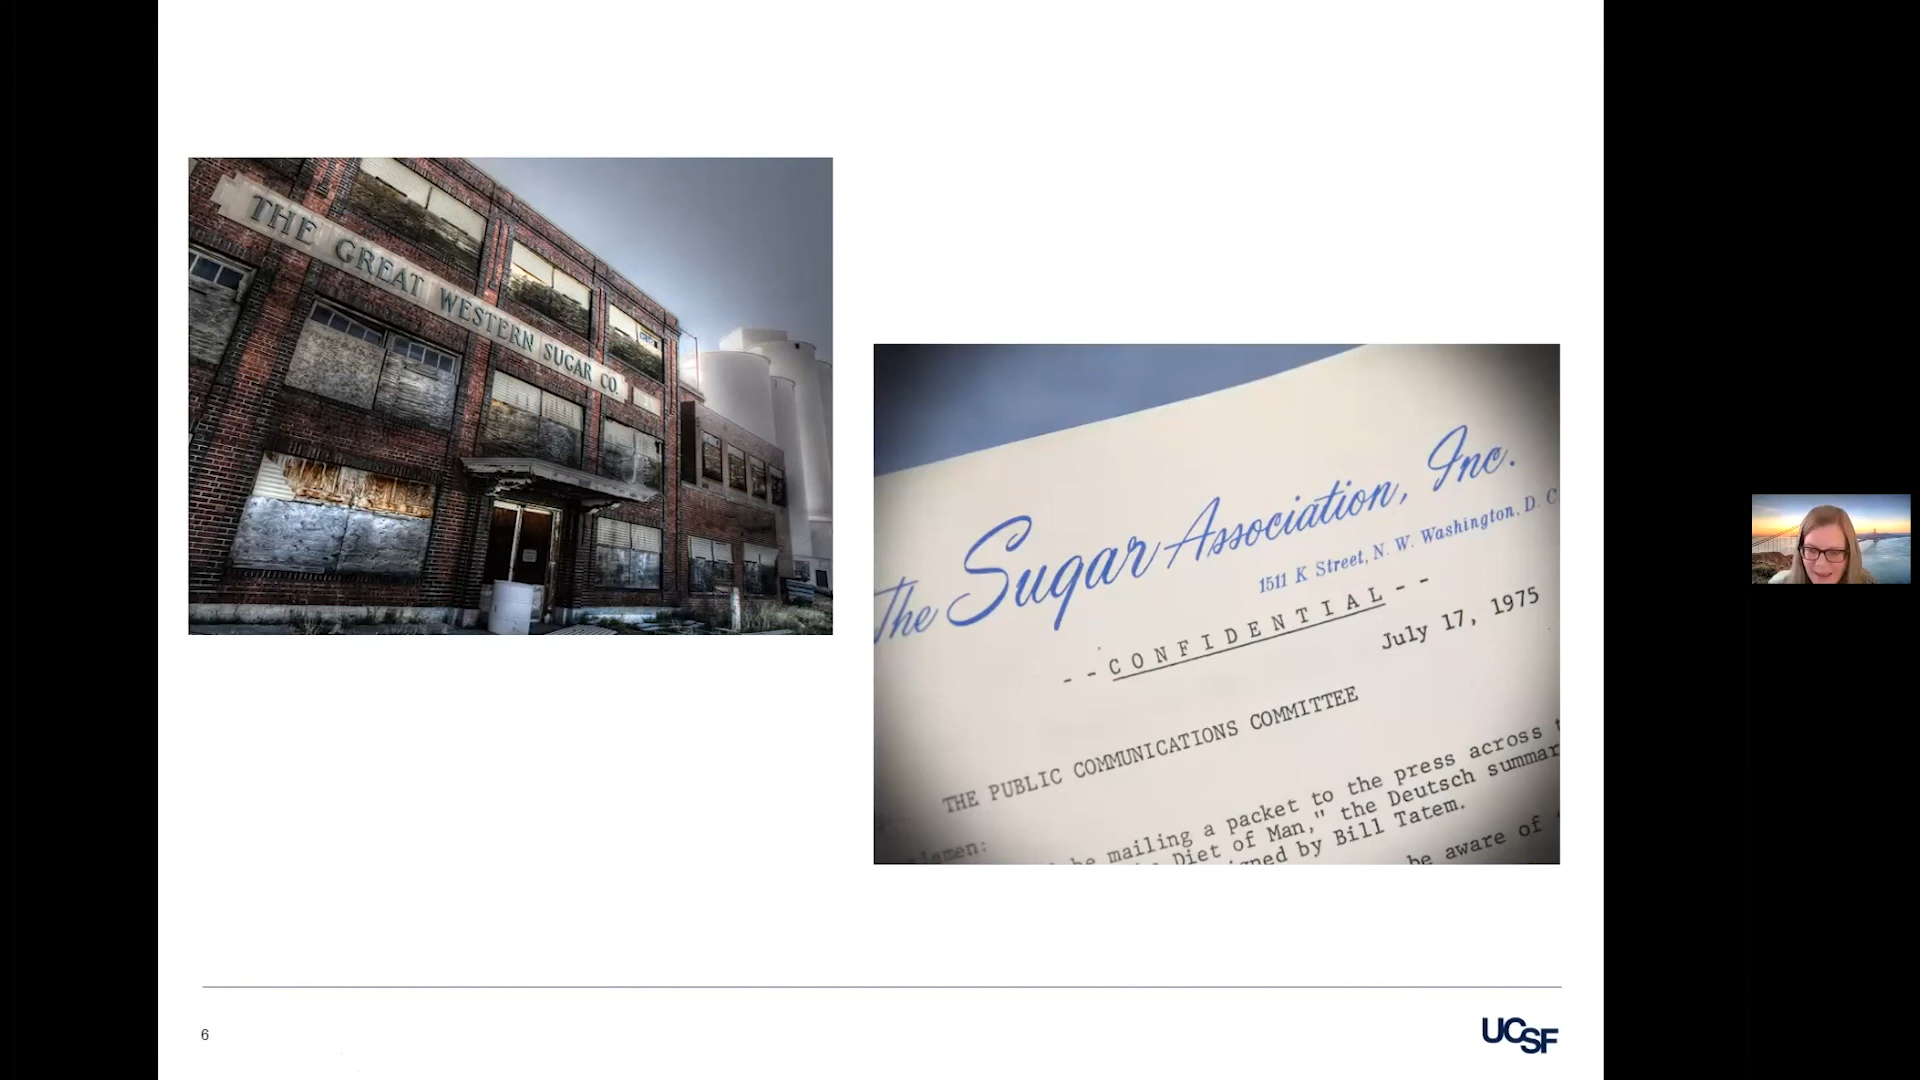 THE GREAT WESTERN SUGAR CO.
The Sugar Association, Inc.
1511 K Street, N. W. Washington, D. C
- - CONFIDENTIAL - -
July 17, 1975
THE PUBLIC COMMUNICATIONS COMMITTEE
mailing a packet to the press across
Diet of Man," the Deutsch
by Bill Tatem.
be aware of
6
UCSF